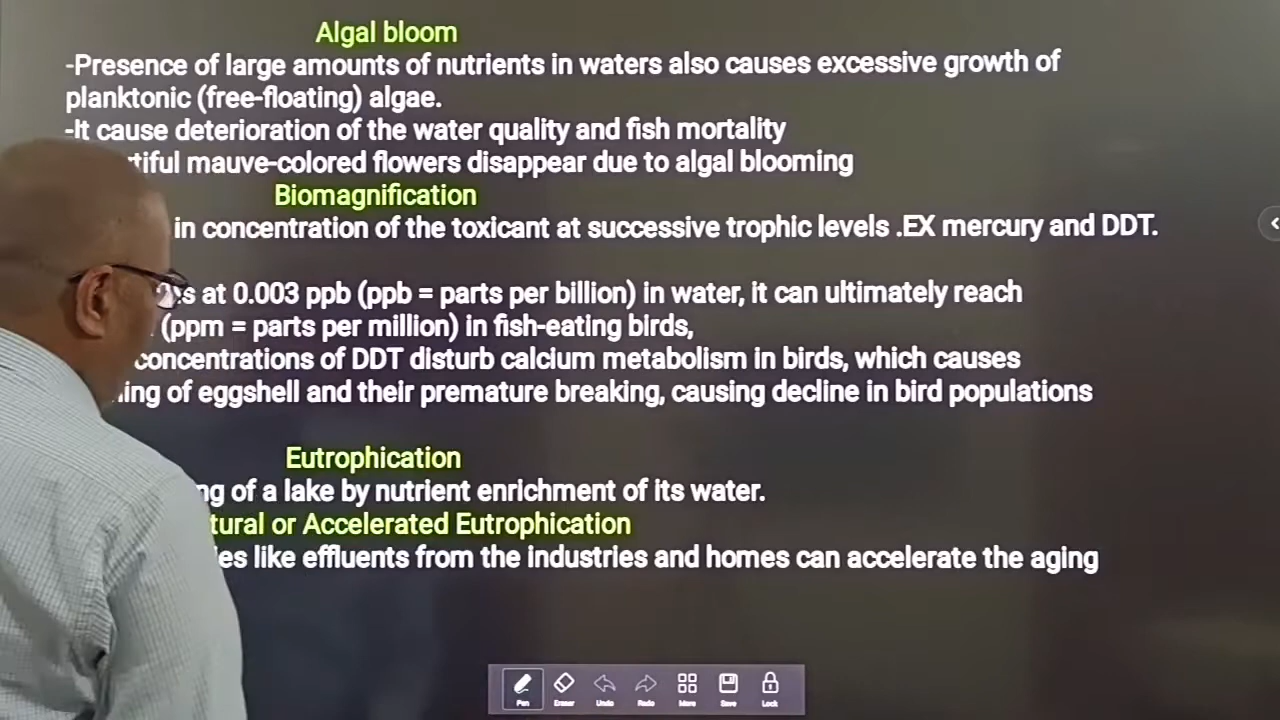 Algal bloom
-Presence of large amounts of nutrients in waters also causes excessive growth of
planktonic (free-floating) algae.
-It cause deterioration of the water quality and fish mortality
mauve-colored flowers disappear due to algal blooming
Biomagnification
in concentration of the toxicant at successive trophic levels .EX mercury and DDT.
at 0.003 ppb (ppb = parts per billion) in water, it can ultimately reach
(ppm = parts per million) in fish-eating birds,
concentrations of DDT disturb calcium metabolism in birds, which causes
of eggshell and their premature breaking, causing decline in bird populations
Eutrophication
of a lake by nutrient enrichment of its water.
or Accelerated Eutrophication
like effluents from the industries and homes can accelerate the aging
Pen Eraser Undo Redo More Save Lock